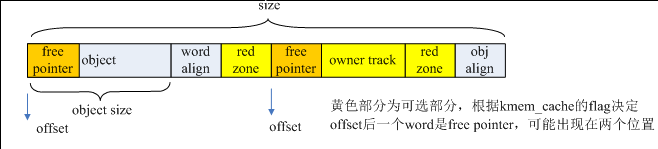 size
free pointer
object
word align
red zone
free pointer
owner track
red zone
obj align
object size
offset
offset
黄色部分为可选部分，根据kmem_cache的flag决定
offset后一个word是free pointer，可能出现在两个位置